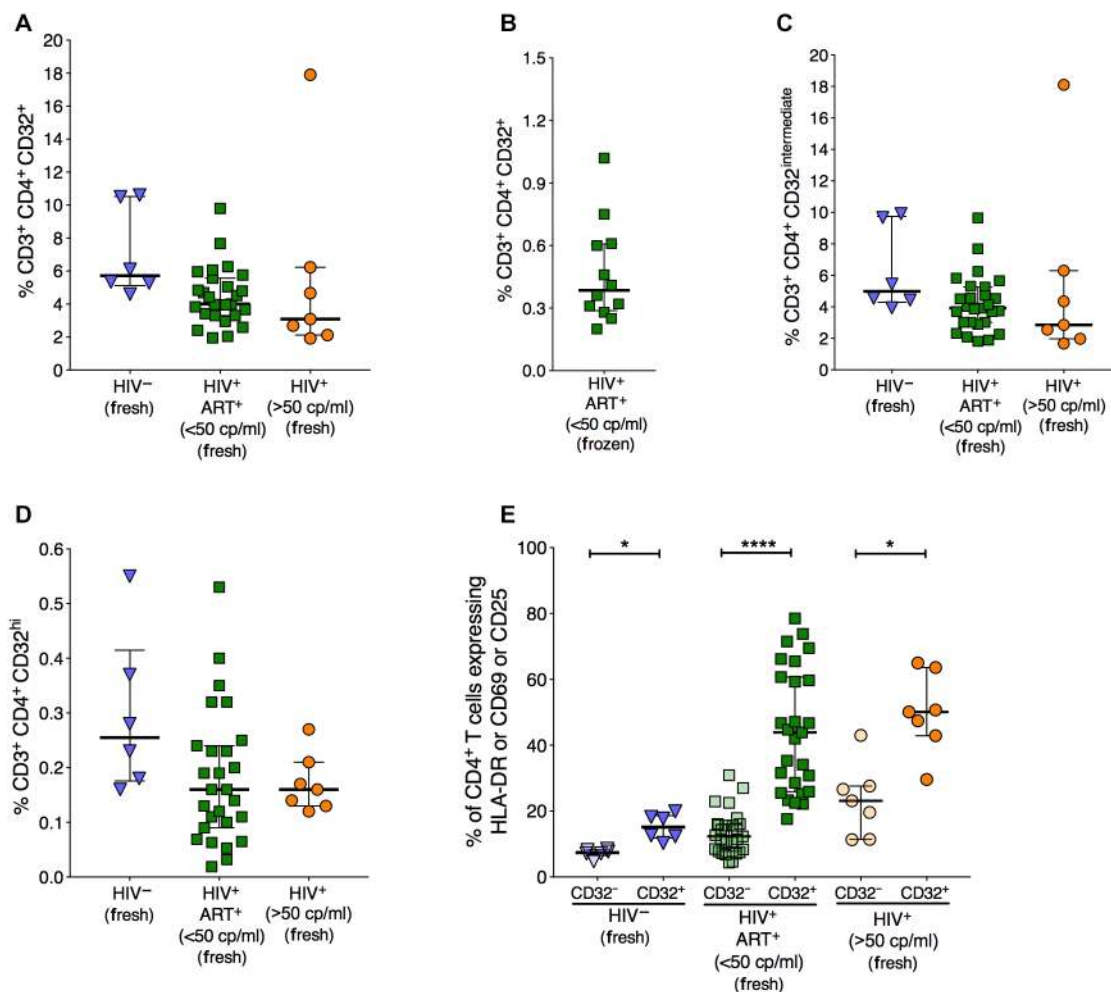 A
% CD3⁺ CD4⁺ CD32⁺
20
18
16
14
12
10
8
6
4
2
0
HIV⁻
(fresh)
HIV⁺
ART⁺
(<50 cp/ml)
(fresh)
HIV⁺
(>50 cp/ml)
(fresh)
B
% CD3⁺ CD4⁺ CD32⁺
1.5
1.2
0.9
0.6
0.3
0.0
HIV⁺
ART⁺
(<50 cp/ml)
(frozen)
C
% CD3⁺ CD4⁺ CD32intermediate
20
18
16
14
12
10
8
6
4
2
0
HIV⁻
(fresh)
HIV⁺
ART⁺
(<50 cp/ml)
(fresh)
HIV⁺
(>50 cp/ml)
(fresh)
D
% CD3⁺ CD4⁺ CD32hi
0.6
0.5
0.4
0.3
0.2
0.1
0.0
HIV⁻
(fresh)
HIV⁺
ART⁺
(<50 cp/ml)
(fresh)
HIV⁺
(>50 cp/ml)
(fresh)
E
% of CD4⁺ T cells expressing
HLA-DR or CD69 or CD25
100
80
60
40
20
0
* **** *
CD32⁻ CD32⁺ CD32⁻ CD32⁺ CD32⁻ CD32⁺
HIV⁻
(fresh)
HIV⁺
ART⁺
(<50 cp/ml)
(fresh)
HIV⁺
(>50 cp/ml)
(fresh)